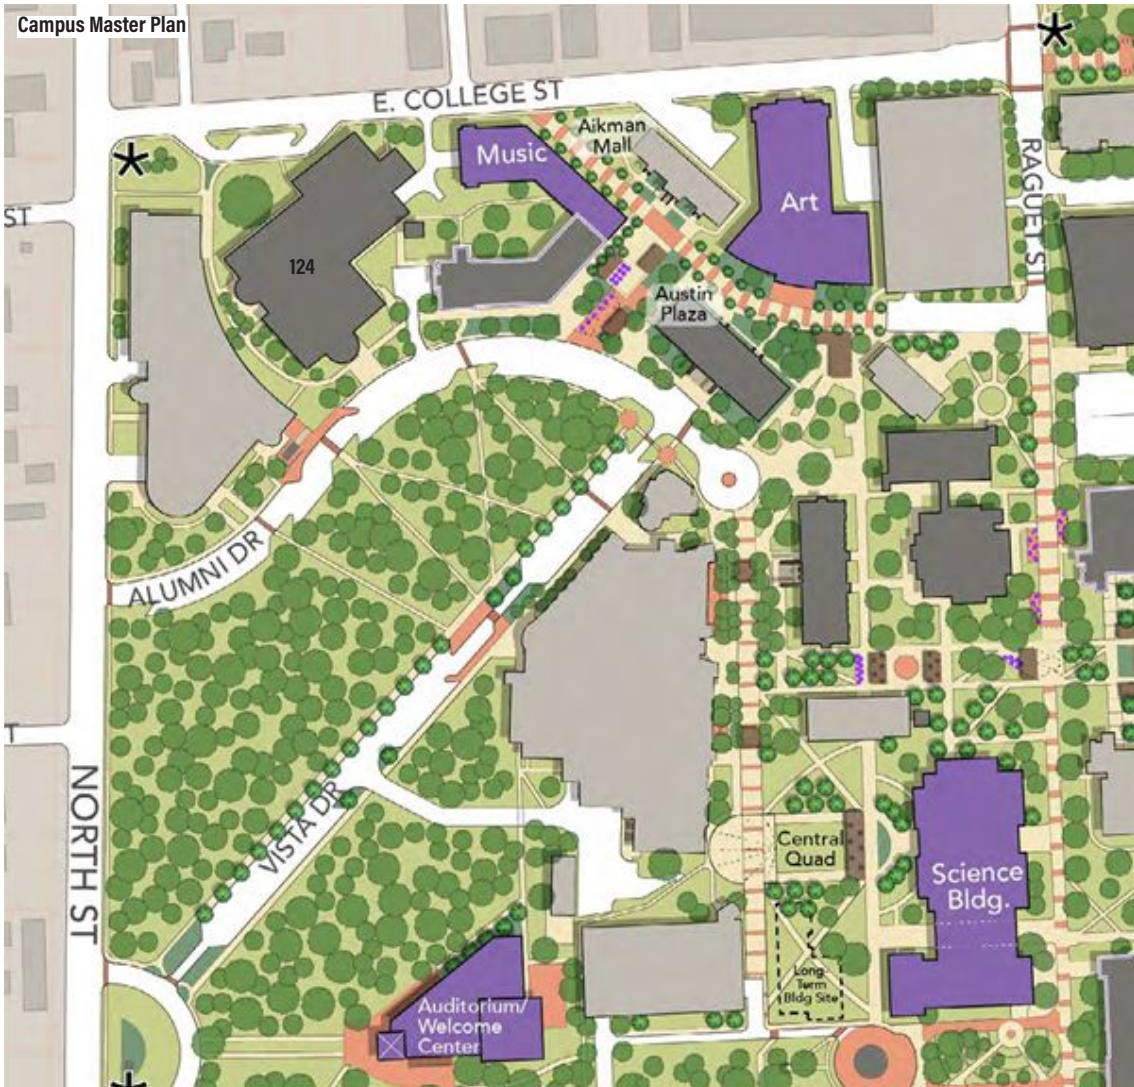 Campus Master Plan
E. COLLEGE ST
Aikman
Mall
Music
Art
RAGUET ST
ST
124
Austin
Plaza
ALUMNI DR
VISTA DR
NORTH ST
Central
Quad
Science
Bldg.
Long
Term
Bldg Site
Auditorium/
Welcome
Center